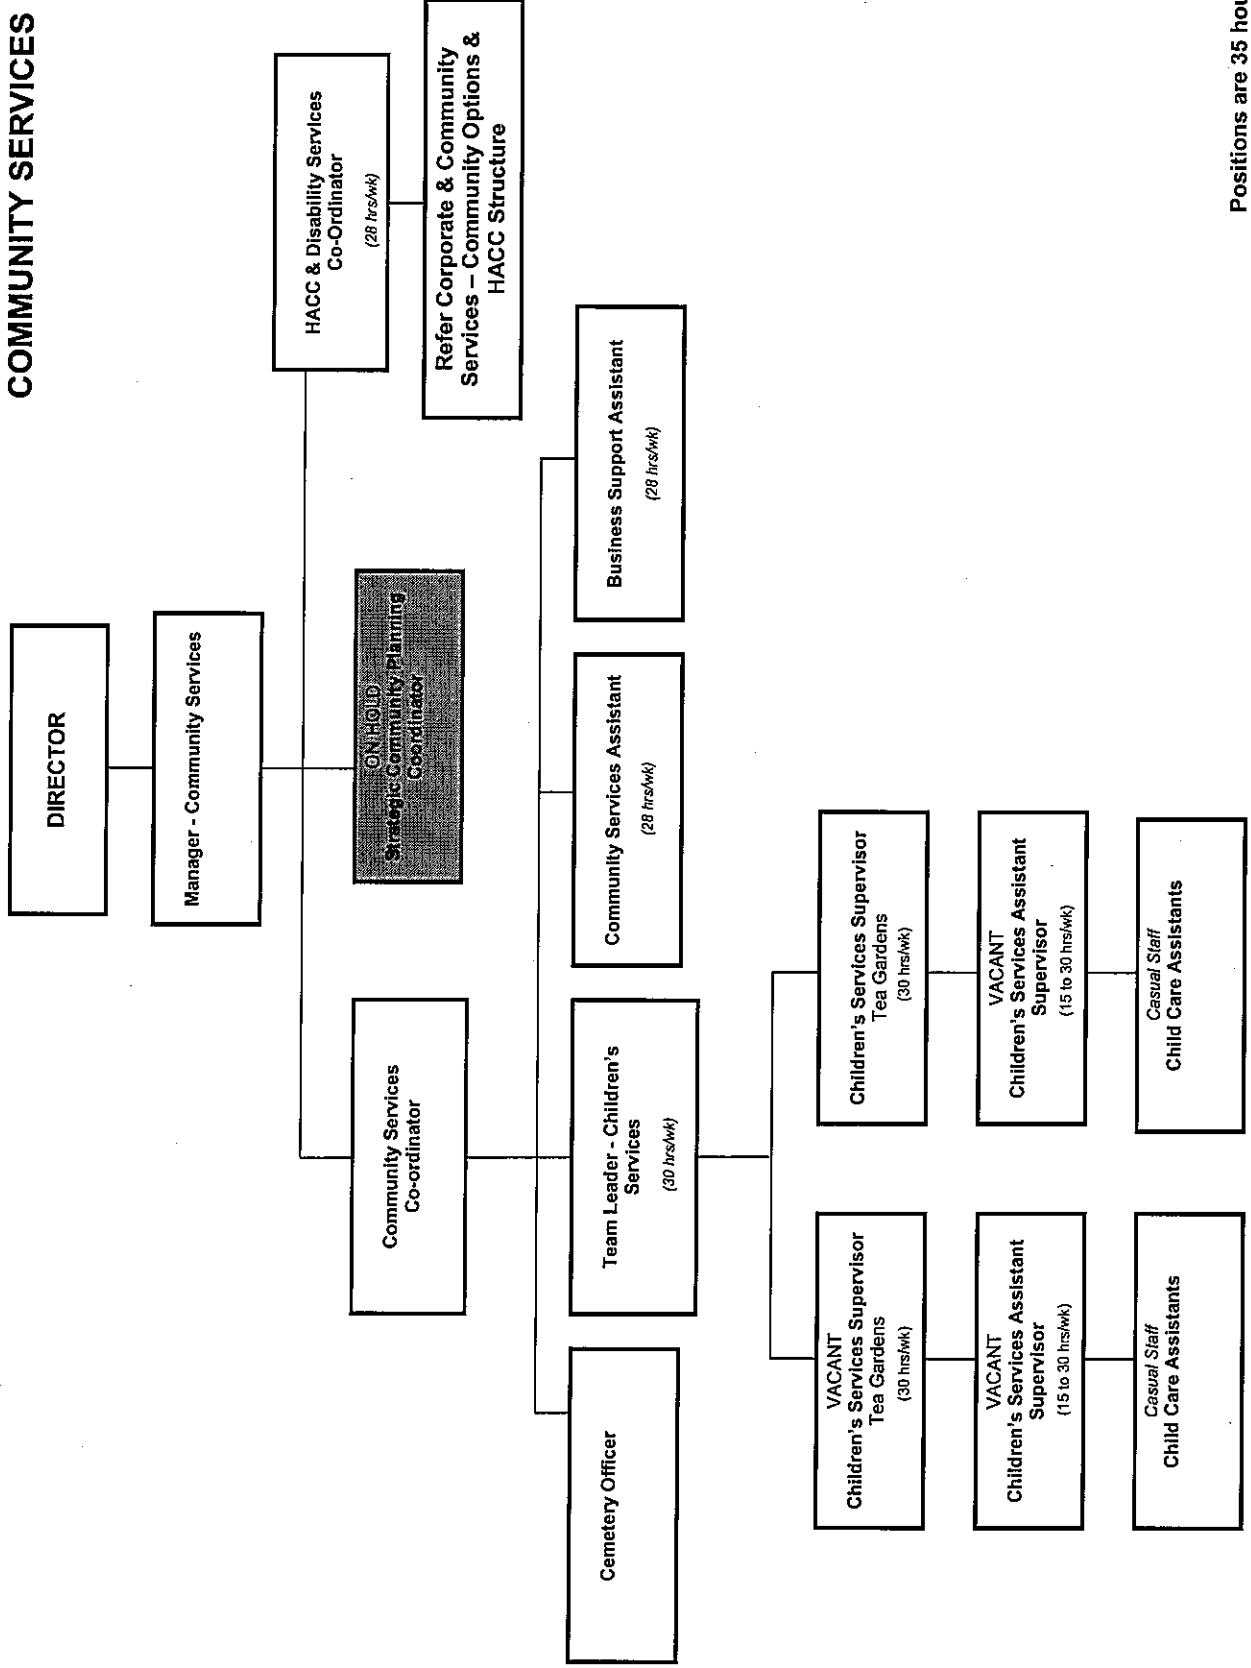 COMMUNITY SERVICES
DIRECTOR
Manager - Community Services
HACC & Disability Services
Co-Ordinator
(28 hrs/wk)
Refer Corporate & Community
Services – Community Options &
HACC Structure
ON HOLD
Strategic Community Planning
Coordinator
Community Services
Co-ordinator
Cemetery Officer
Team Leader - Children's
Services
(30 hrs/wk)
Community Services Assistant
(28 hrs/wk)
Business Support Assistant
(28 hrs/wk)
VACANT
Children's Services Supervisor
Tea Gardens
(30 hrs/wk)
Children's Services Supervisor
Tea Gardens
(30 hrs/wk)
VACANT
Children's Services Assistant
Supervisor
(15 to 30 hrs/wk)
VACANT
Children's Services Assistant
Supervisor
(15 to 30 hrs/wk)
Casual Staff
Child Care Assistants
Casual Staff
Child Care Assistants
Positions are 35 hou